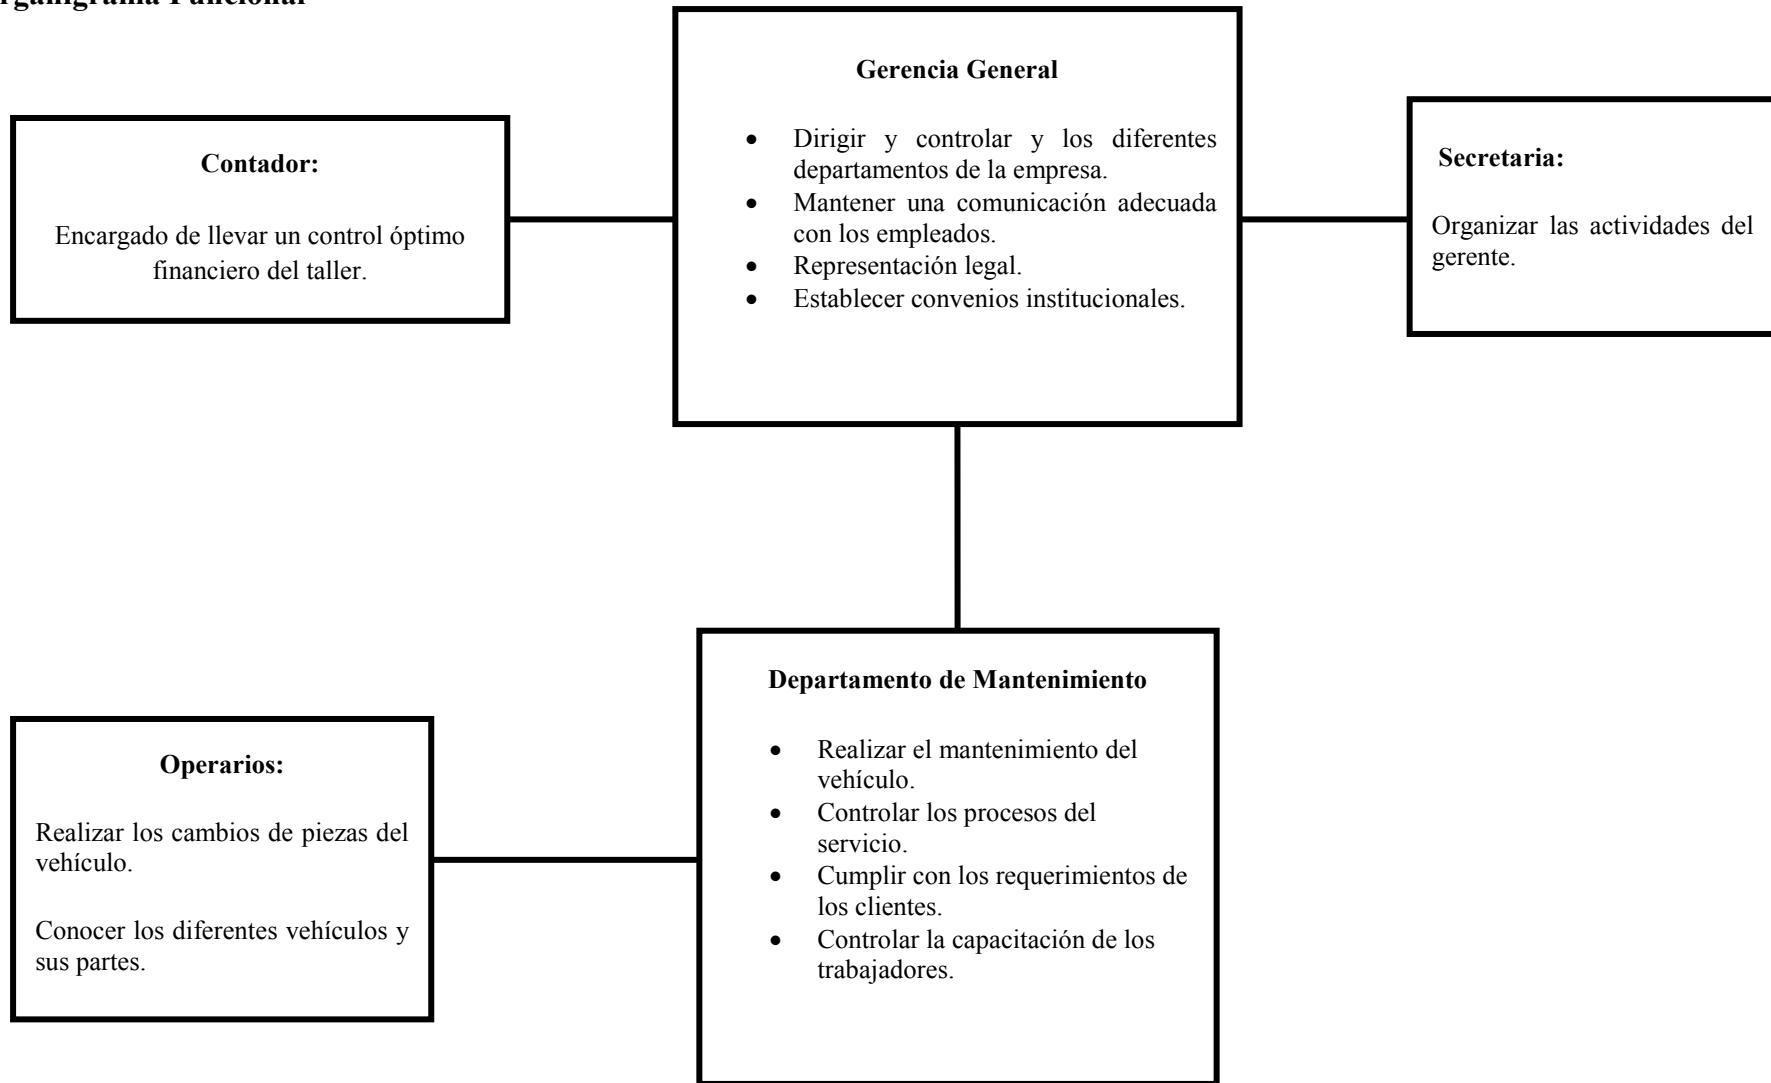 rganigrama Funcional
Gerencia General
• Dirigir y controlar y los diferentes
departamentos de la empresa.
• Mantener una comunicación adecuada
con los empleados.
• Representación legal.
• Establecer convenios institucionales.
Contador:
Encargado de llevar un control óptimo
financiero del taller.
Secretaria:
Organizar las actividades del
gerente.
Departamento de Mantenimiento
• Realizar el mantenimiento del
vehículo.
• Controlar los procesos del
servicio.
• Cumplir con los requerimientos de
los clientes.
• Controlar la capacitación de los
trabajadores.
Operarios:
Realizar los cambios de piezas del
vehículo.
Conocer los diferentes vehículos y
sus partes.